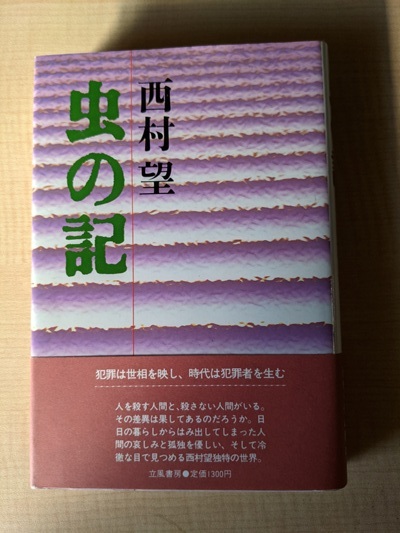 西村望
虫の記
犯罪は世相を映し、時代は犯罪者を生む
人を殺す人間と、殺さない人間がいる。
その差異は果してあるのだろうか。日
日の暮らしからはみ出してしまった人
間の哀しみと孤独を優しい、そして冷
徹な目で見つめる西村望独特の世界。
立風書房●定価1300円